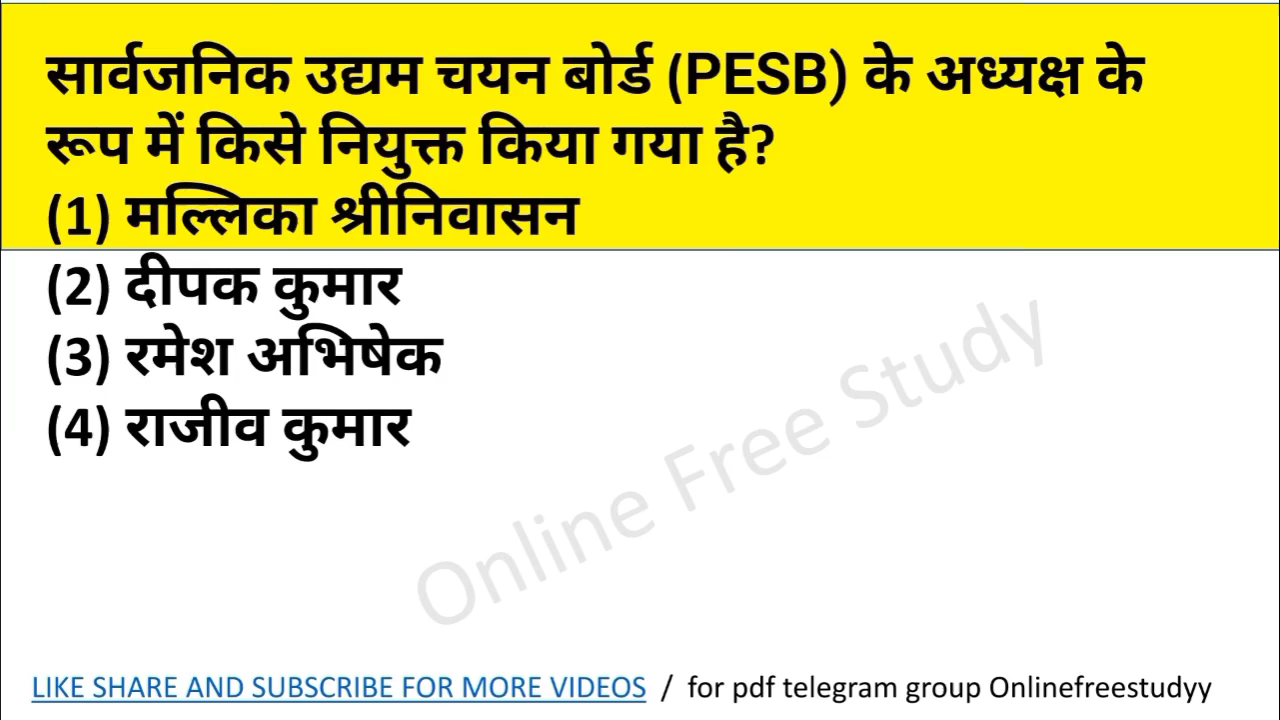 सार्वजनिक उद्यम चयन बोर्ड (PESB) के अध्यक्ष के
रूप में किसे नियुक्त किया गया है?
(1) मल्लिका श्रीनिवासन
(2) दीपक कुमार
(3) रमेश अभिषेक
(4) राजीव कुमार
Online Free Study
LIKE SHARE AND SUBSCRIBE FOR MORE VIDEOS / for pdf telegram group Onlinefreestudyy